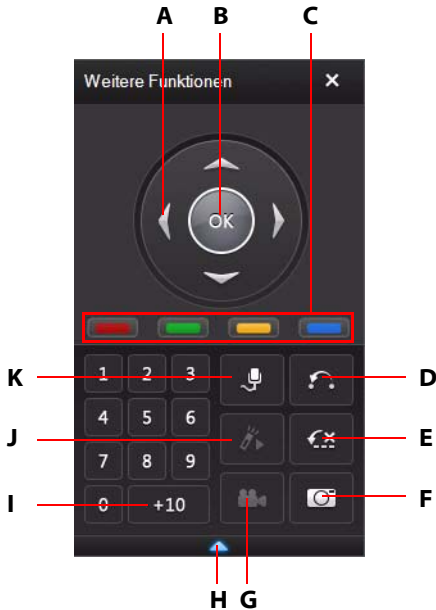 A B C
Weitere Funktionen ×
OK
K 1 2 3 D
4 5 6
J E
7 8 9
F
I 0 +10
H G